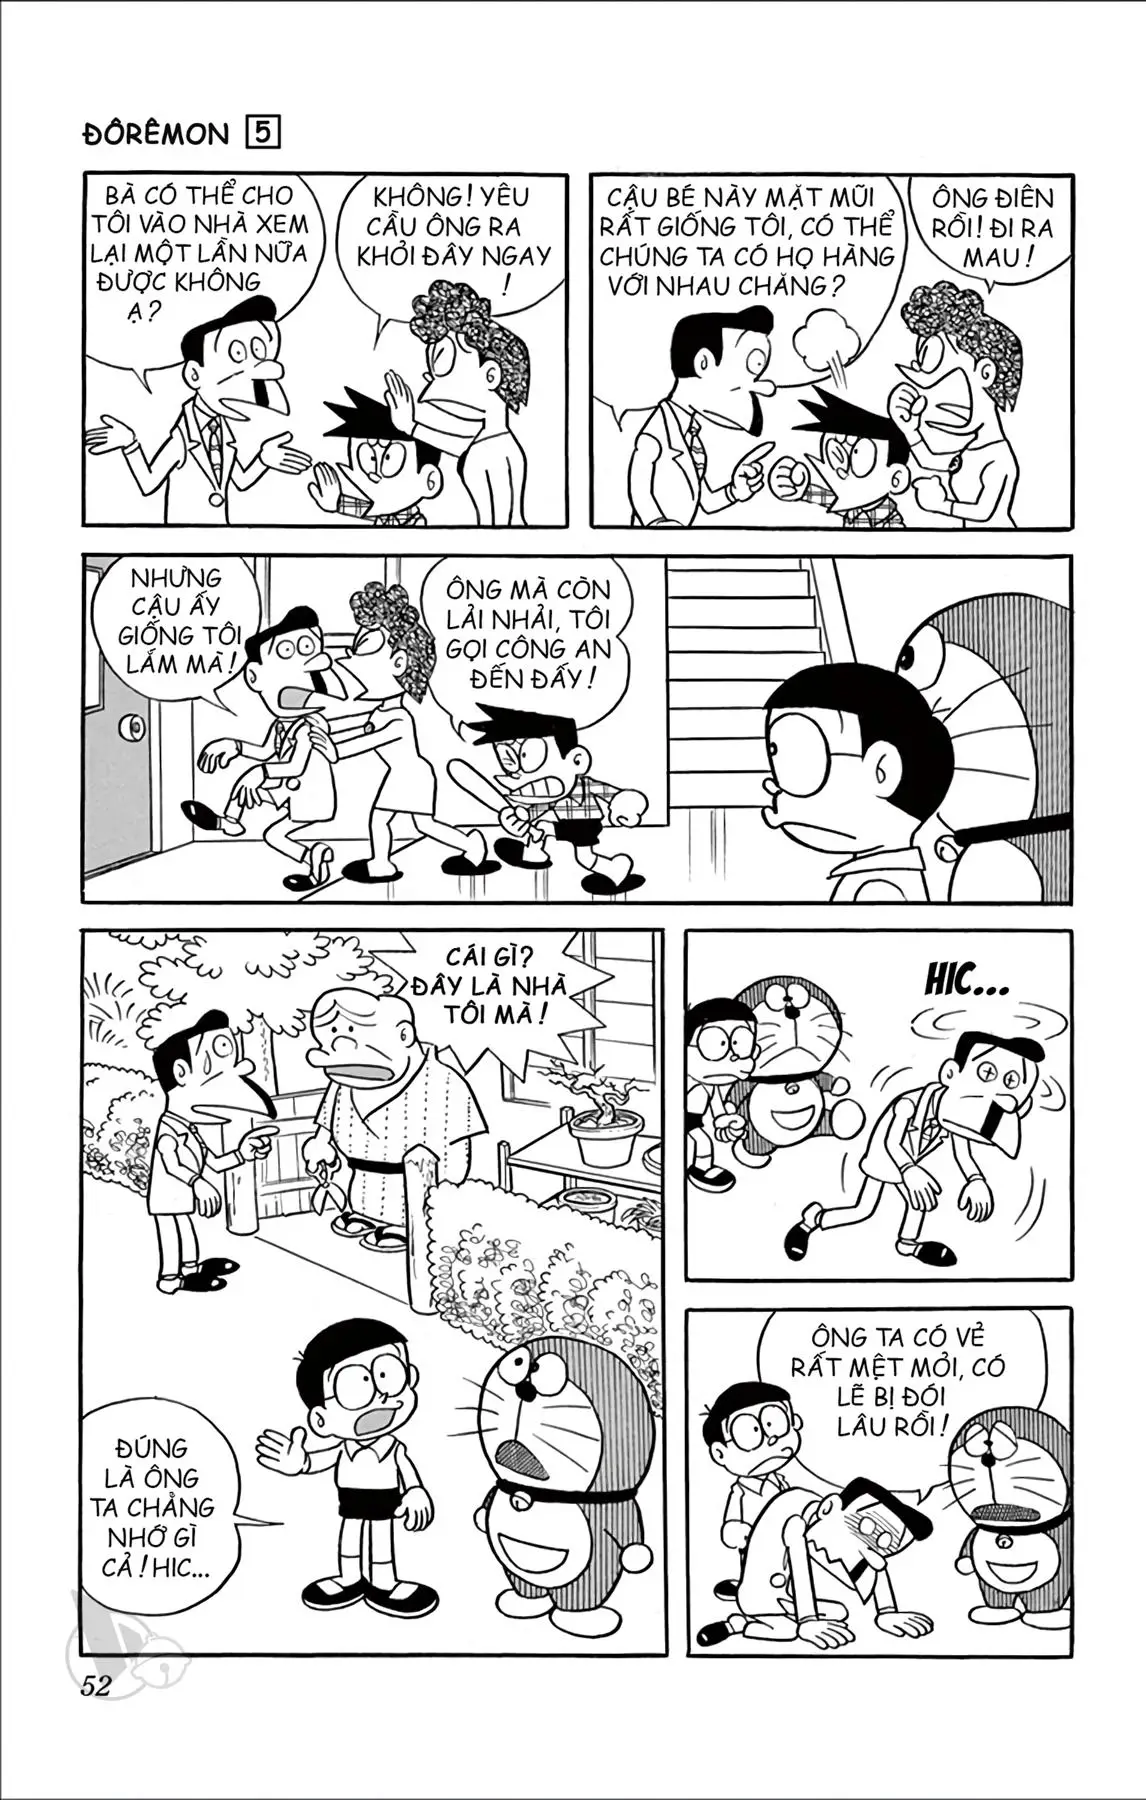 ĐÔRÊMON 5
BÀ CÓ THỂ CHO
TÔI VÀO NHÀ XEM
LẠI MỘT LẦN NỮA
ĐƯỢC KHÔNG
Ạ?
KHÔNG! YÊU
CẦU ÔNG RA
KHỎI ĐÂY NGAY
!
CẬU BÉ NÀY MẶT MŨI
RẤT GIỐNG TÔI, CÓ THỂ
CHÚNG TA CÓ HỌ HÀNG
VỚI NHAU CHĂNG?
ÔNG ĐIÊN
RỒI! ĐI RA
MAU!
NHƯNG
CẬU ẤY
GIỐNG TÔI
LẮM MÀ!
ÔNG MÀ CÒN
LẢI NHẢI, TÔI
GỌI CÔNG AN
ĐẾN ĐẤY!
CÁI GÌ?
ĐÂY LÀ NHÀ
TÔI MÀ!
ĐÚNG
LÀ ÔNG
TA CHẲNG
NHỚ GÌ
CẢ! HIC...
HIC...
ÔNG TA CÓ VẺ
RẤT MỆT MỎI, CÓ
LẼ BỊ ĐÓI
LÂU RỒI!
52